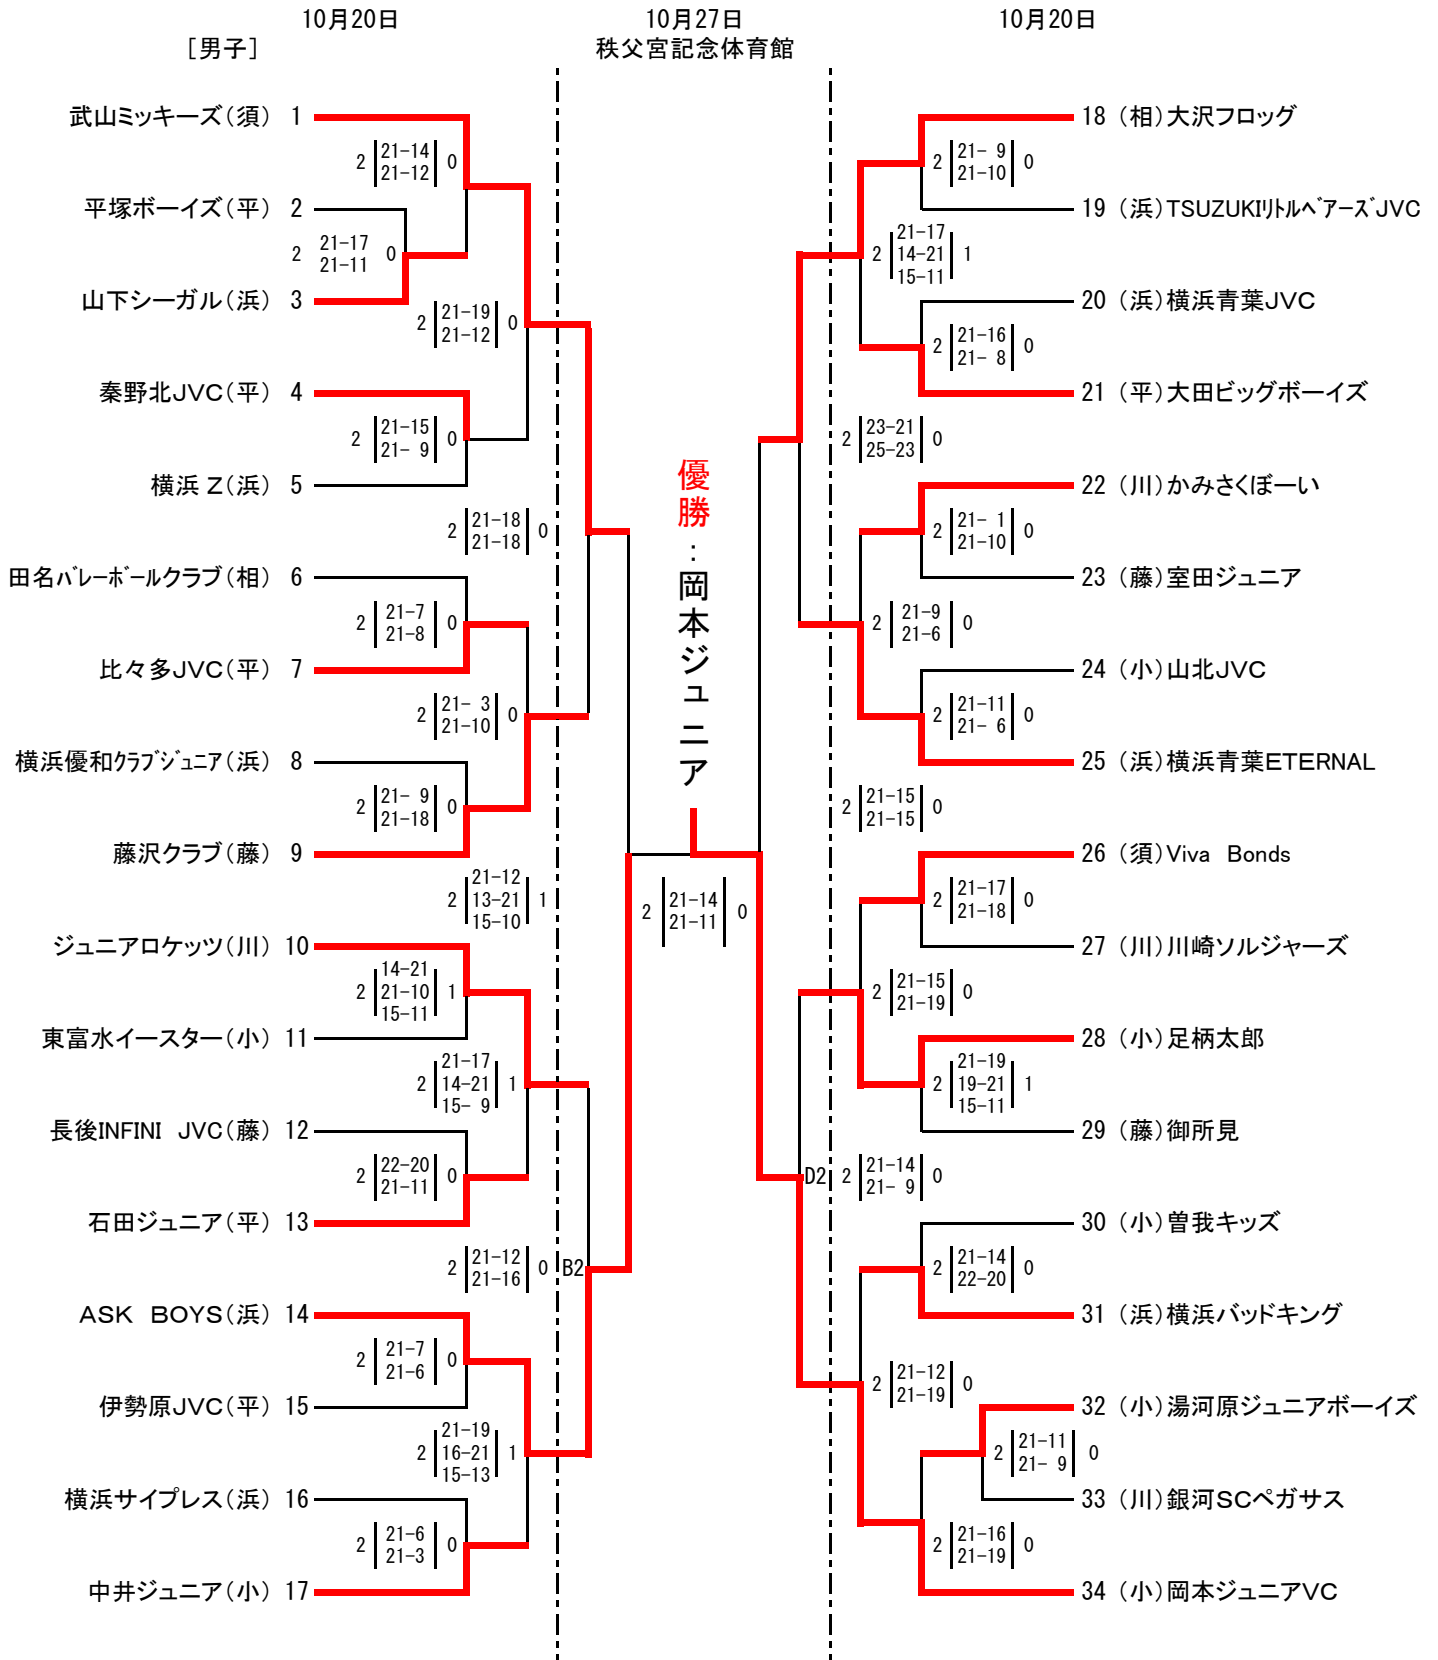 10月20日 10月27日 10月20日
［男子］ 秩父宮記念体育館
武山ミッキーズ（須） 1
2 21-14 0
21-12
平塚ボーイズ（平） 2
2 21-17 0
21-11
山下シーガル（浜） 3
2 21-19 0
21-12
秦野北JVC（平） 4
2 21-15 0
21- 9
横浜 Z（浜） 5
2 21-18 0
21-18
田名バレーボールクラブ（相） 6
2 21-7 0
21-8
比々多JVC（平） 7
2 21- 3 0
21-10
横浜優和クラブジュニア（浜） 8
2 21- 9 0
21-18
藤沢クラブ（藤） 9
21-12
2 13-21 1
15-10
ジュニアロケッツ（川） 10
14-21
2 21-10 1
15-11
東富水イースター（小） 11
21-17
2 14-21 1
15- 9
長後INFINI JVC（藤） 12
2 22-20 0
21-11
石田ジュニア（平） 13
2 21-12 0 B2
21-16
ASK BOYS（浜） 14
2 21-7 0
21-6
伊勢原JVC（平） 15
21-19
2 16-21 1
15-13
横浜サイプレス（浜） 16
2 21-6 0
21-3
中井ジュニア（小） 17
優勝：岡本ジュニア
2 21-14 0
21-11
18 （相）大沢フロッグ
2 21- 9 0
21-10
19 （浜）TSUZUKIリトルベアーズJVC
21-17
2 14-21 1
15-11
20 （浜）横浜青葉JVC
2 21-16 0
21- 8
21 （平）大田ビッグボーイズ
2 23-21 0
25-23
22 （川）かみさくぼーい
2 21- 1 0
21-10
23 （藤）室田ジュニア
2 21-9 0
21-6
24 （小）山北JVC
2 21-11 0
21- 6
25 （浜）横浜青葉ETERNAL
2 21-15 0
21-15
26 （須）Viva Bonds
2 21-17 0
21-18
27 （川）川崎ソルジャーズ
2 21-15 0
21-19
28 （小）足柄太郎
21-19
2 19-21 1
15-11
29 （藤）御所見
D2 2 21-14 0
21- 9
30 （小）曽我キッズ
2 21-14 0
22-20
31 （浜）横浜バッドキング
2 21-12 0
21-19
32 （小）湯河原ジュニアボーイズ
2 21-11 0
21- 9
33 （川）銀河SCペガサス
2 21-16 0
21-19
34 （小）岡本ジュニアVC